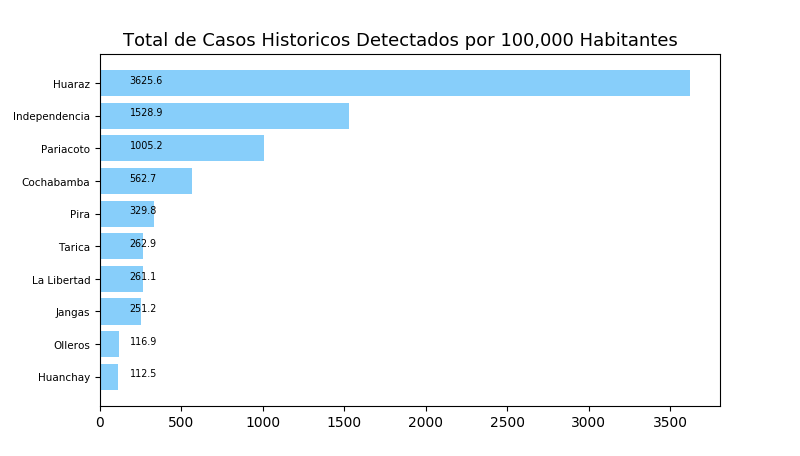 Total de Casos Historicos Detectados por 100,000 Habitantes
Huaraz 3625.6
Independencia 1528.9
Pariacoto 1005.2
Cochabamba 562.7
Pira 329.8
Tarica 262.9
La Libertad 261.1
Jangas 251.2
Olleros 116.9
Huanchay 112.5
0 500 1000 1500 2000 2500 3000 3500